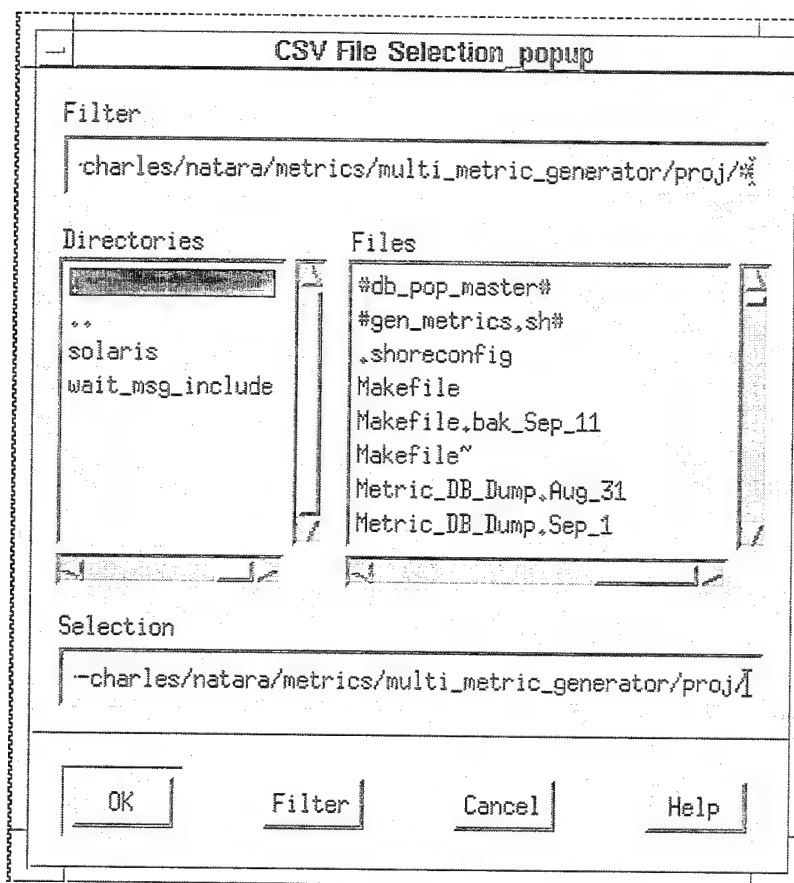 CSV File Selection_popup
Filter
-charles/natara/metrics/multi_metric_generator/proj/*
Directories
Files
..
solaris
wait_msg_include
#db_pop_master#
#gen_metrics.sh#
.shoreconfig
Makefile
Makefile.bak_Sep_11
Makefile~
Metric_DB_Dump.Aug_31
Metric_DB_Dump.Sep_1
Selection
-charles/natara/metrics/multi_metric_generator/proj/
OK
Filter
Cancel
Help